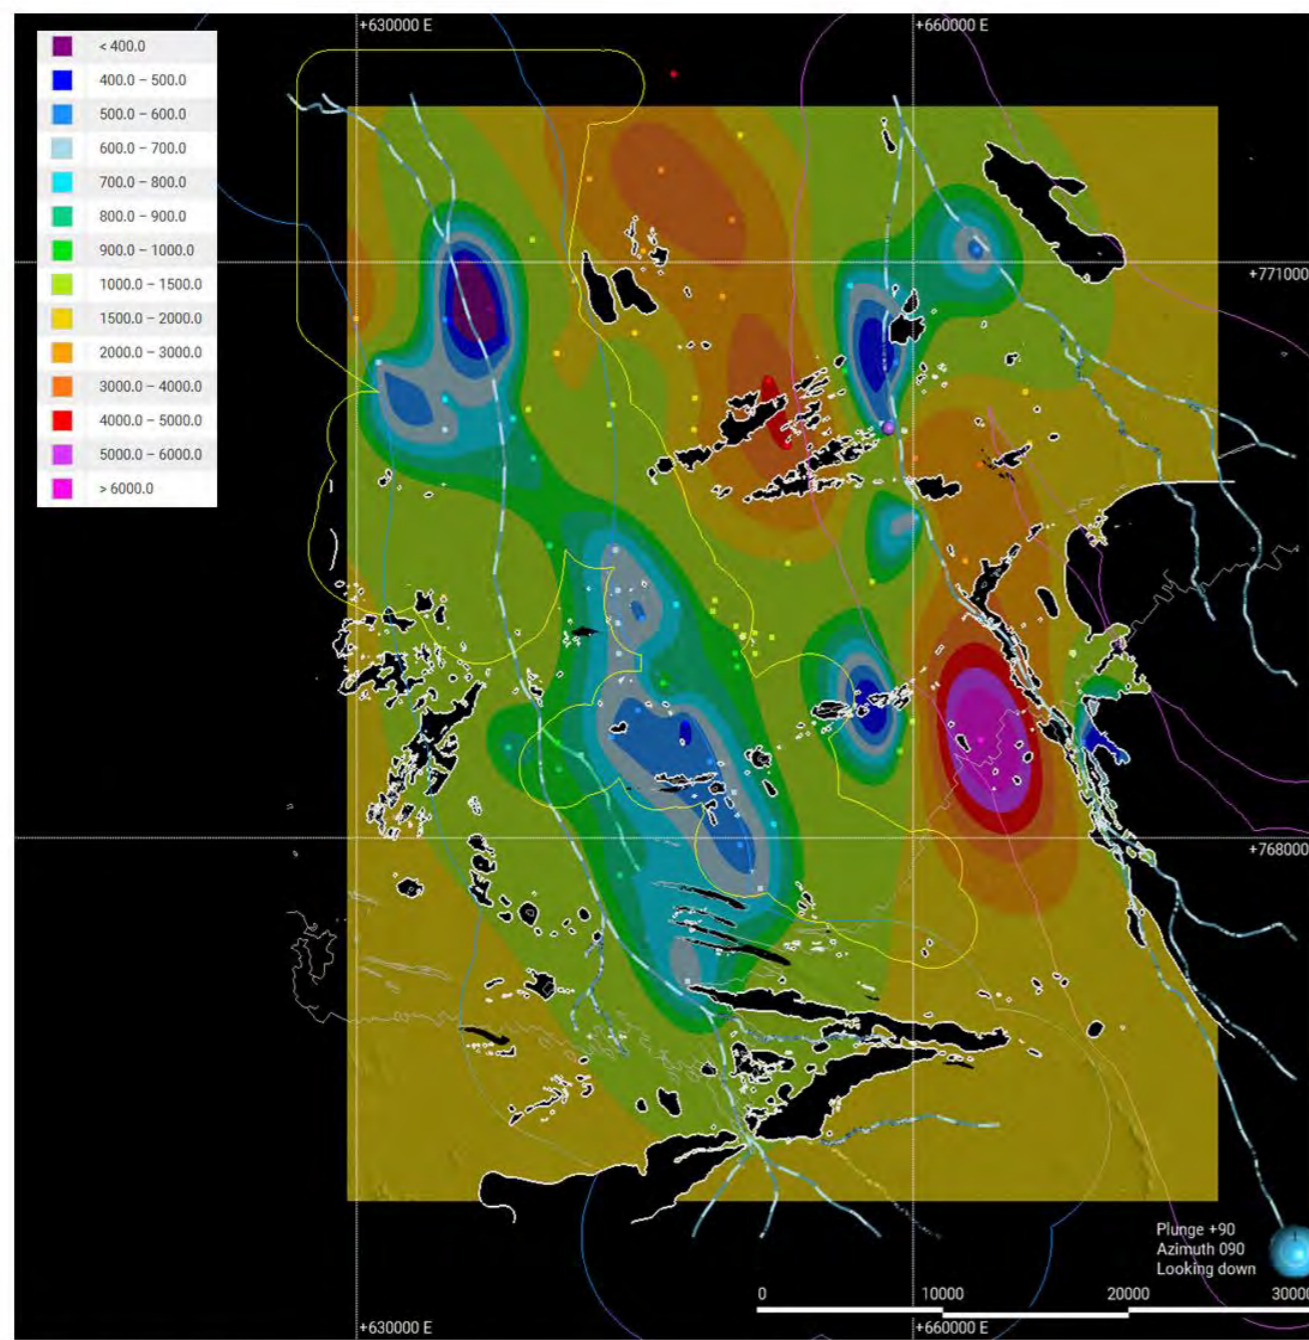 +630000 E
+660000 E
< 400.0
400.0 – 500.0
500.0 – 600.0
600.0 – 700.0
700.0 – 800.0
800.0 – 900.0
900.0 – 1000.0
1000.0 – 1500.0
1500.0 – 2000.0
2000.0 – 3000.0
3000.0 – 4000.0
4000.0 – 5000.0
5000.0 – 6000.0
> 6000.0
+771000
+768000
Plunge +90
Azimuth 090
Looking down
0 10000 20000 30000
+630000 E
+660000 E